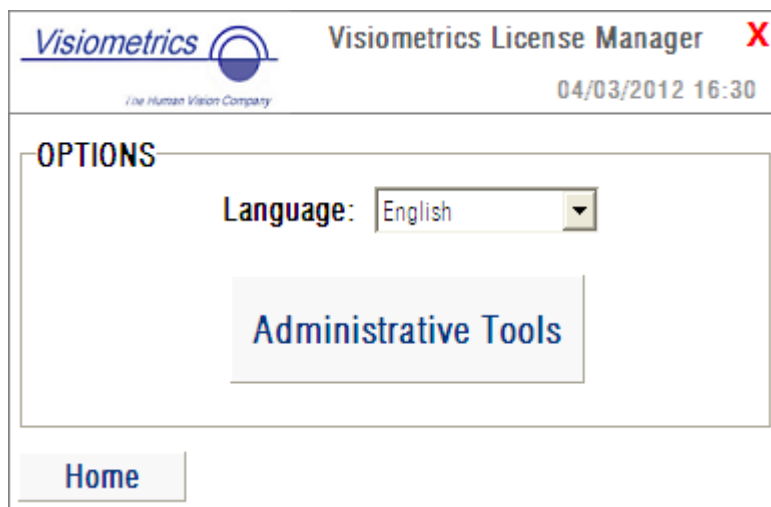 Visiometrics
The Human Vision Company
Visiometrics License Manager X
04/03/2012 16:30
OPTIONS
Language: English
Administrative Tools
Home